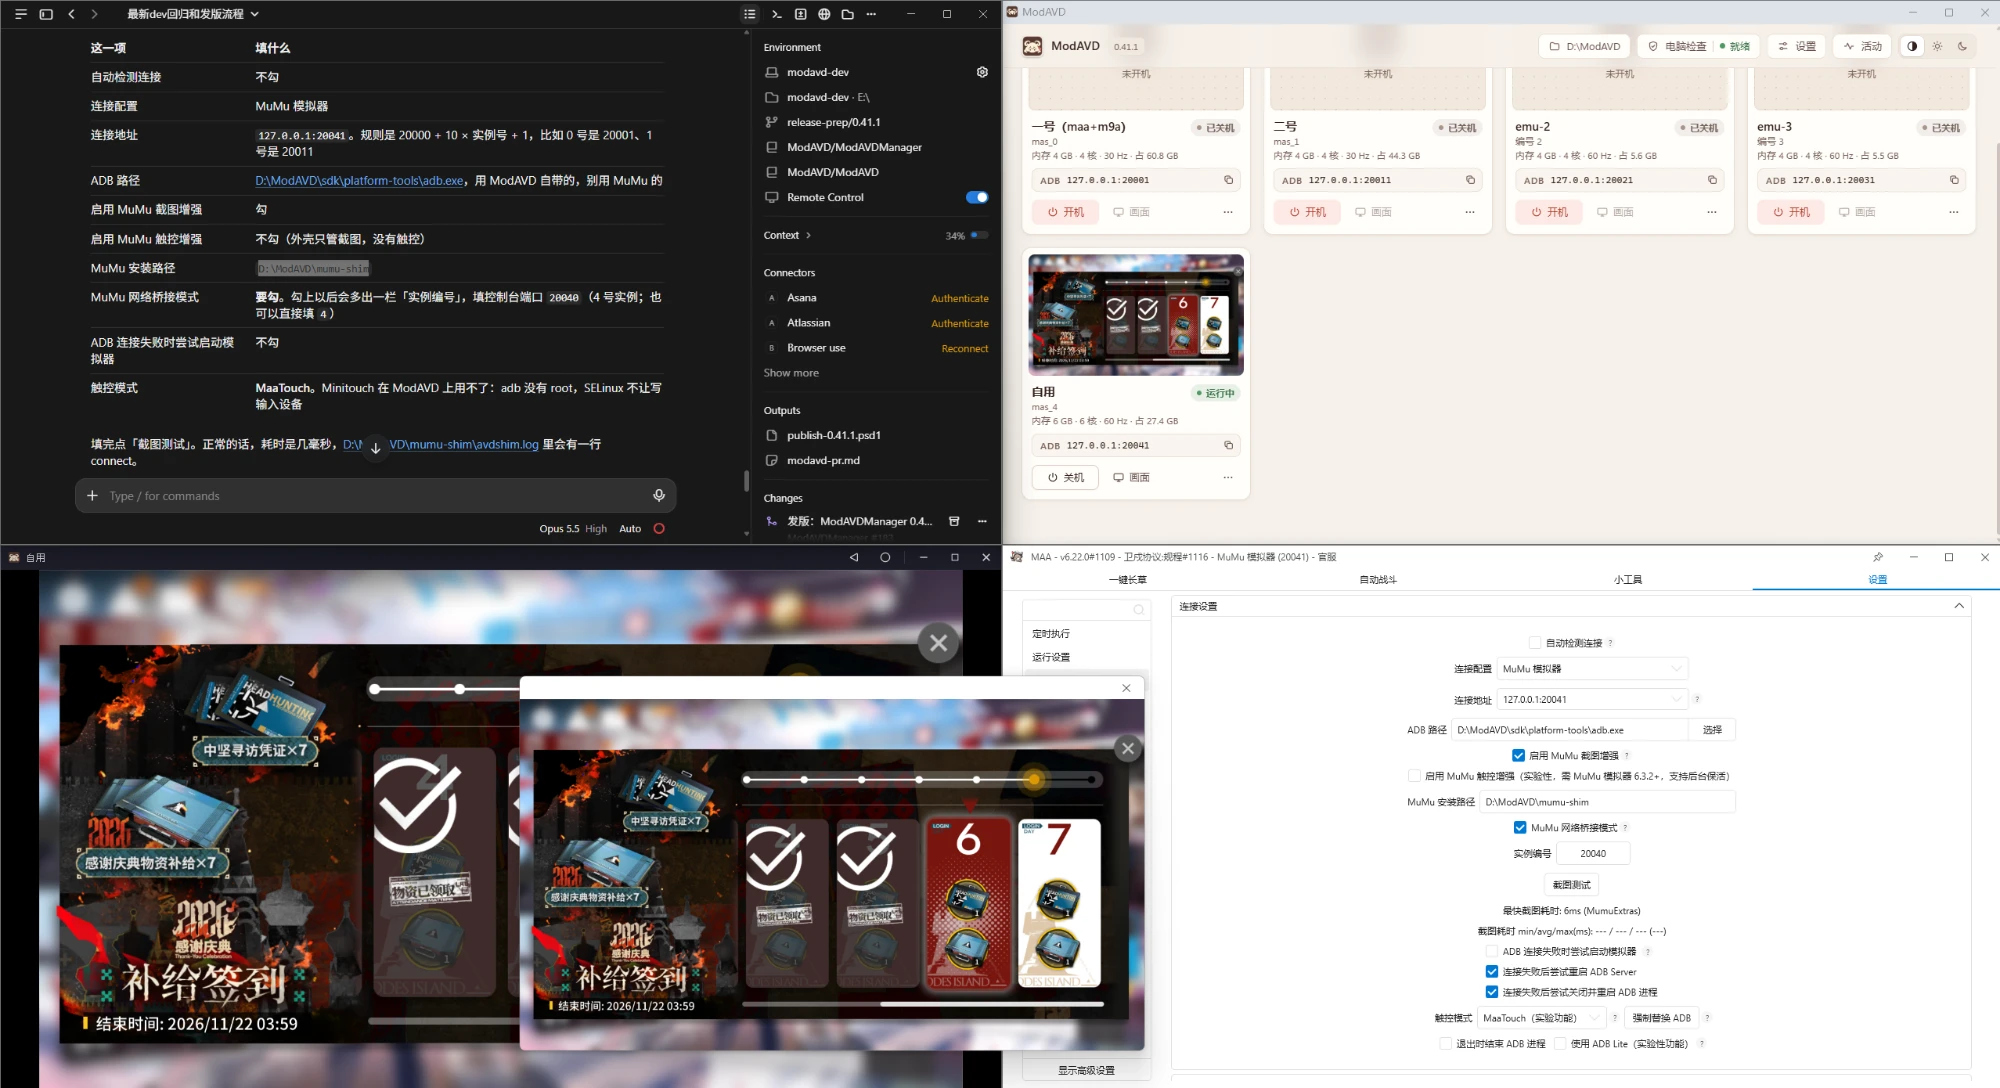 最新dev回归和发版流程
这一项 填什么
自动检测连接 不勾
连接配置 MuMu 模拟器
连接地址 127.0.0.1:20041。规则是 20000 + 10 × 实例号 + 1，比如 0 号是 20001、1
号是 20011
ADB 路径 D:\ModAVD\sdk\platform-tools\adb.exe，用 ModAVD 自带的，别用 MuMu 的
启用 MuMu 截图增强 勾
启用 MuMu 触控增强 不勾（外壳只管截图，没有触控）
MuMu 安装路径 D:\ModAVD\mumu-shim
MuMu 网络桥接模式 要勾。勾上以后会多出一栏「实例编号」，填控制台端口 20040（4 号实例；也
可以直接填 4）
ADB 连接失败时尝试启动模
拟器 不勾
触控模式 MaaTouch。Minitouch 在 ModAVD 上用不了：adb 没有 root，SELinux 不让写
输入设备
填完点「截图测试」。正常的话，耗时是几毫秒，D:\ VD\mumu-shim\avdshim.log 里会有一行
connect。
Type / for commands
Opus 5.5 High Auto
Environment
modavd-dev
modavd-dev · E:\
release-prep/0.41.1
ModAVD/ModAVDManager
ModAVD/ModAVD
Remote Control
Context 34%
Connectors
A Asana Authenticate
A Atlassian Authenticate
B Browser use Reconnect
Show more
Outputs
publish-0.41.1.psd1
modavd-pr.md
Changes
发版：ModAVDManager 0.4...
ModAVD
ModAVD 0.41.1
D:\ModAVD
电脑检查 就绪
设置
活动
未开机 未开机 未开机 未开机
一号（maa+m9a） 已关机
mas_0
内存 4 GB · 4 核 · 30 Hz · 占 60.8 GB
ADB 127.0.0.1:20001
开机 画面
二号 已关机
mas_1
内存 4 GB · 4 核 · 30 Hz · 占 44.3 GB
ADB 127.0.0.1:20011
开机 画面
emu-2 已关机
编号 2
内存 4 GB · 4 核 · 60 Hz · 占 5.6 GB
ADB 127.0.0.1:20021
开机 画面
emu-3 已关机
编号 3
内存 4 GB · 4 核 · 60 Hz · 占 5.5 GB
ADB 127.0.0.1:20031
开机 画面
6 7
补给签到
自用 运行中
mas_4
内存 6 GB · 6 核 · 60 Hz · 占 27.4 GB
ADB 127.0.0.1:20041
关机 画面
自用
HEADHUNTING
中坚寻访凭证×7
感谢庆典物资补给×7
物资已领取
2026
感谢庆典
Thank-You Celebration
补给签到
结束时间: 2026/11/22 03:59
HEADHUNTING
中坚寻访凭证×7
感谢庆典物资补给×7
物资已领取
物资已领取
LOGIN
6
LOGIN
DAY
7
2026
感谢庆典
补给签到
结束时间: 2026/11/22 03:59
MAA - v6.22.0#1109 - 卫戍协议:规程#1116 - MuMu 模拟器 (20041) - 官服
一键长草 自动战斗 小工具 设置
定时执行
运行设置
显示高级设置
连接设置
自动检测连接 ?
连接配置 MuMu 模拟器
连接地址 127.0.0.1:20041 ?
ADB 路径 D:\ModAVD\sdk\platform-tools\adb.exe 选择
启用 MuMu 截图增强 ?
启用 MuMu 触控增强（实验性，需 MuMu 模拟器 6.3.2+，支持后台保活）
MuMu 安装路径 D:\ModAVD\mumu-shim
MuMu 网络桥接模式 ?
实例编号 20040
截图测试
最快截图耗时: 6ms (MumuExtras)
截图耗时 min/avg/max(ms): --- / --- / --- (---)
ADB 连接失败时尝试启动模拟器 ?
连接失败后尝试重启 ADB Server
连接失败后尝试关闭并重启 ADB 进程
触控模式 MaaTouch（实验功能） ? 强制替换 ADB ?
退出时结束 ADB 进程 使用 ADB Lite（实验性功能） ?